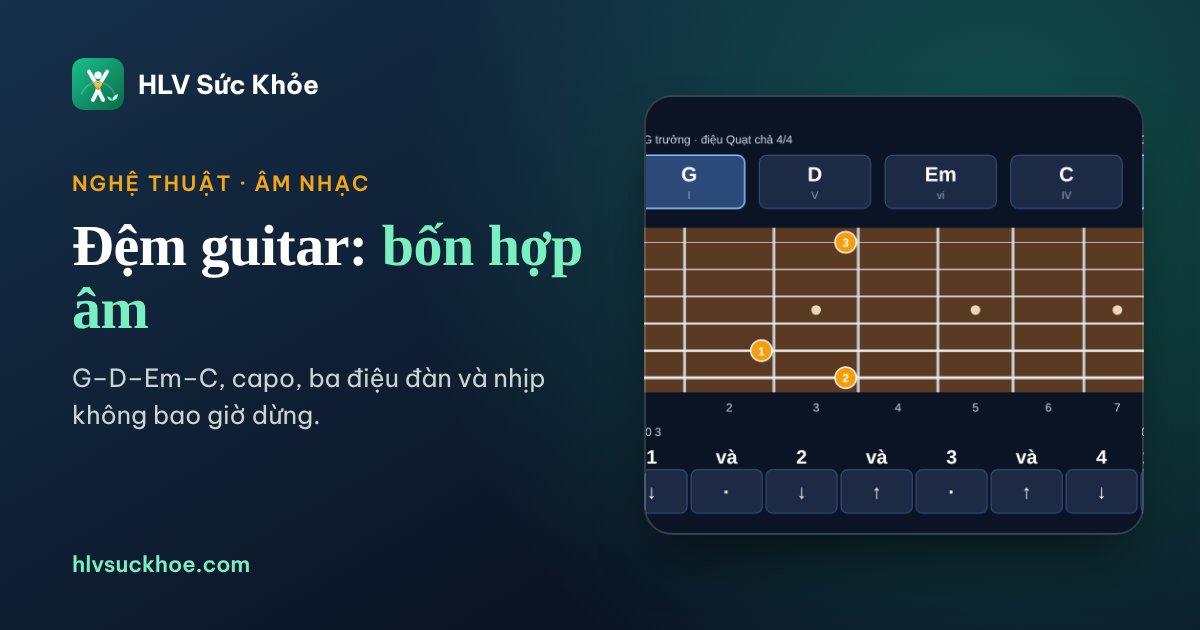 HLV Sức Khỏe
NGHỆ THUẬT · ÂM NHẠC
Đệm guitar: bốn hợp
âm
G–D–Em–C, capo, ba điệu đàn và nhịp
không bao giờ dừng.
hlvsuckhoe.com
G trưởng · điệu Quạt chả 4/4
G D Em C
I V vi IV
3
1
2
2 3 4 5 6 7
0 3
1 và 2 và 3 và 4
↓ · ↓ ↑ · ↑ ↓